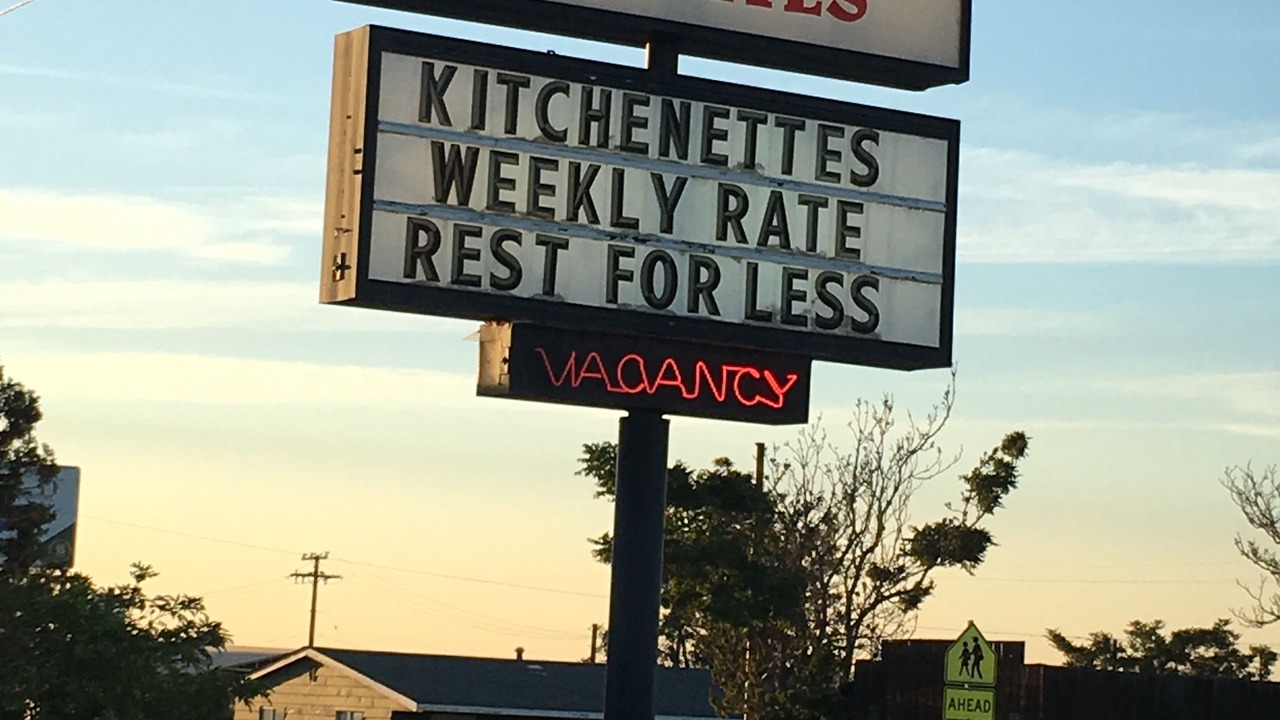 KITCHENETTES
WEEKLY RATE
REST FOR LESS
VACANCY
AHEAD